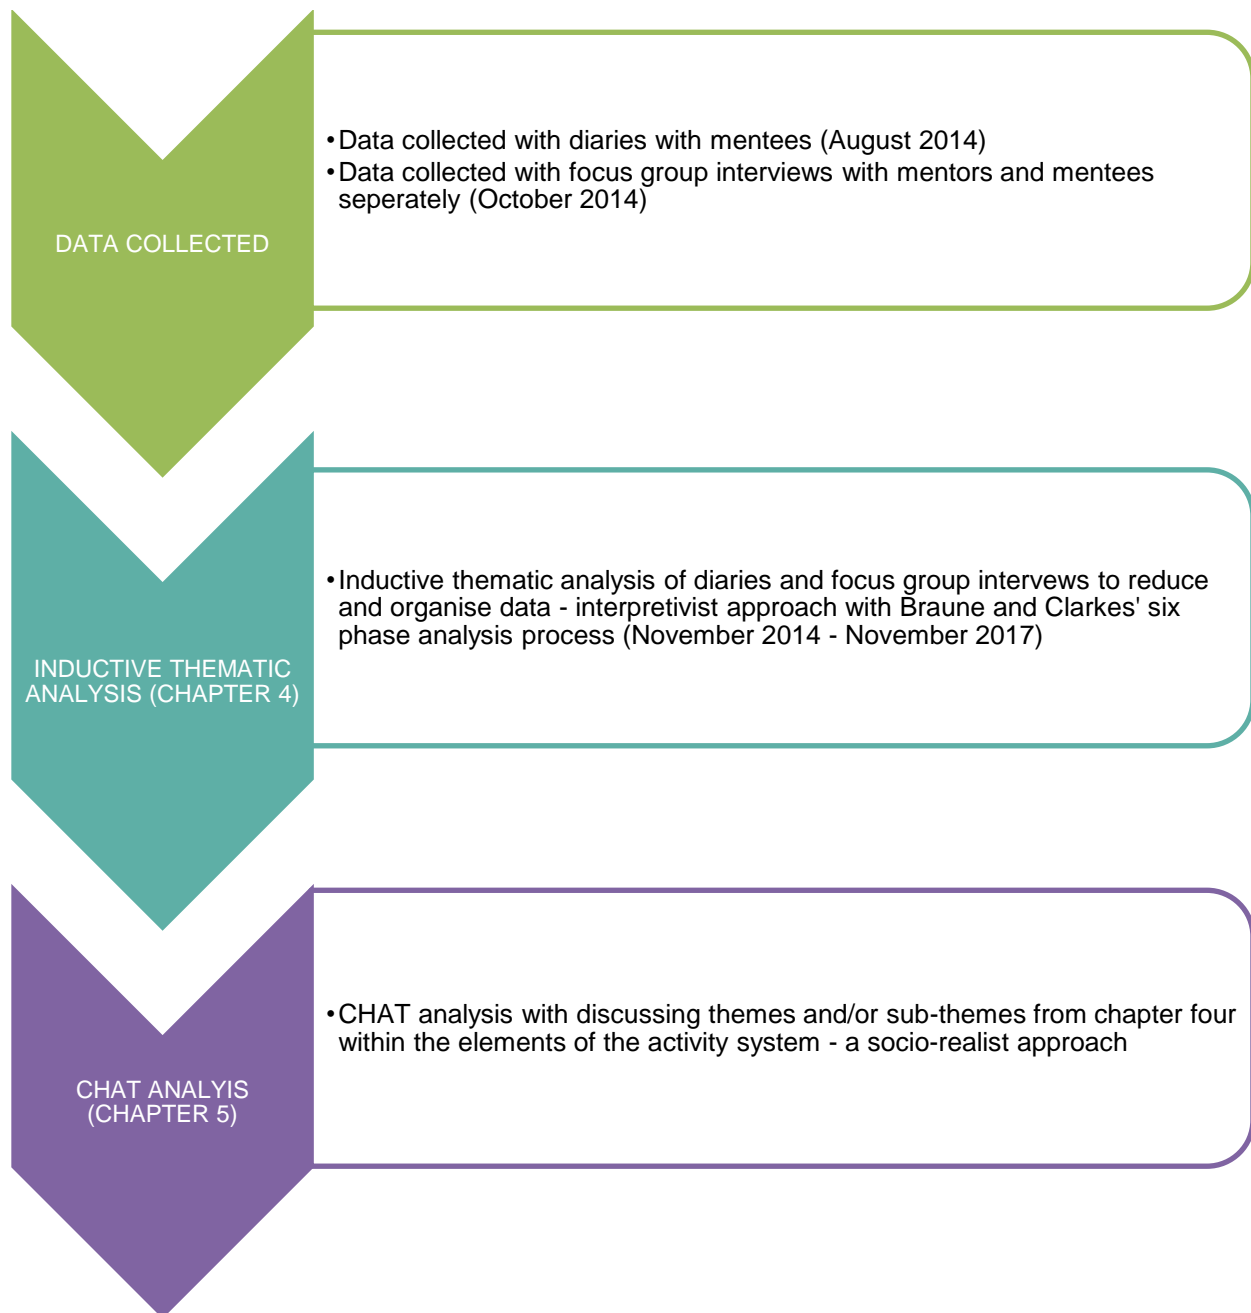 DATA COLLECTED
•Data collected with diaries with mentees (August 2014)
•Data collected with focus group interviews with mentors and mentees
seperately (October 2014)
INDUCTIVE THEMATIC
ANALYSIS (CHAPTER 4)
•Inductive thematic analysis of diaries and focus group intervews to reduce
and organise data - interpretivist approach with Braune and Clarkes' six
phase analysis process (November 2014 - November 2017)
CHAT ANALYIS
(CHAPTER 5)
•CHAT analysis with discussing themes and/or sub-themes from chapter four
within the elements of the activity system - a socio-realist approach